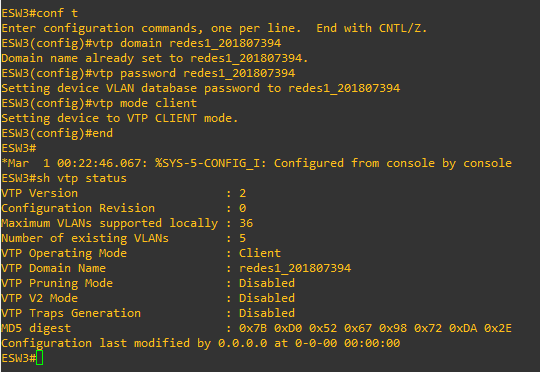 ESW3#conf t
Enter configuration commands, one per line.  End with CNTL/Z.
ESW3(config)#vtp domain redes1_201807394
Domain name already set to redes1_201807394.
ESW3(config)#vtp password redes1_201807394
Setting device VLAN database password to redes1_201807394
ESW3(config)#vtp mode client
Setting device to VTP CLIENT mode.
ESW3(config)#end
ESW3#
*Mar  1 00:22:46.067: %SYS-5-CONFIG_I: Configured from console by console
ESW3#sh vtp status
VTP Version                     : 2
Configuration Revision          : 0
Maximum VLANs supported locally : 36
Number of existing VLANs        : 5
VTP Operating Mode              : Client
VTP Domain Name                 : redes1_201807394
VTP Pruning Mode                : Disabled
VTP V2 Mode                     : Disabled
VTP Traps Generation            : Disabled
MD5 digest                      : 0x7B 0xD0 0x52 0x67 0x98 0x72 0xDA 0x2E
Configuration last modified by 0.0.0.0 at 0-0-00 00:00:00
ESW3#